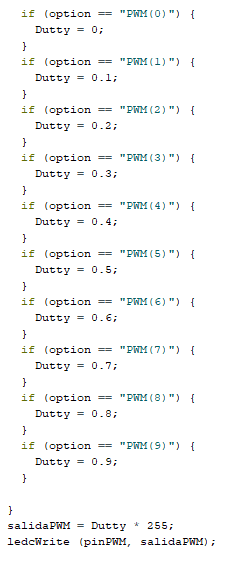 if (option == "PWM(0)") {
Dutty = 0;
}
if (option == "PWM(1)") {
Dutty = 0.1;
}
if (option == "PWM(2)") {
Dutty = 0.2;
}
if (option == "PWM(3)") {
Dutty = 0.3;
}
if (option == "PWM(4)") {
Dutty = 0.4;
}
if (option == "PWM(5)") {
Dutty = 0.5;
}
if (option == "PWM(6)") {
Dutty = 0.6;
}
if (option == "PWM(7)") {
Dutty = 0.7;
}
if (option == "PWM(8)") {
Dutty = 0.8;
}
if (option == "PWM(9)") {
Dutty = 0.9;
}
}
salidaPWM = Dutty * 255;
ledcWrite (pinPWM, salidaPWM);